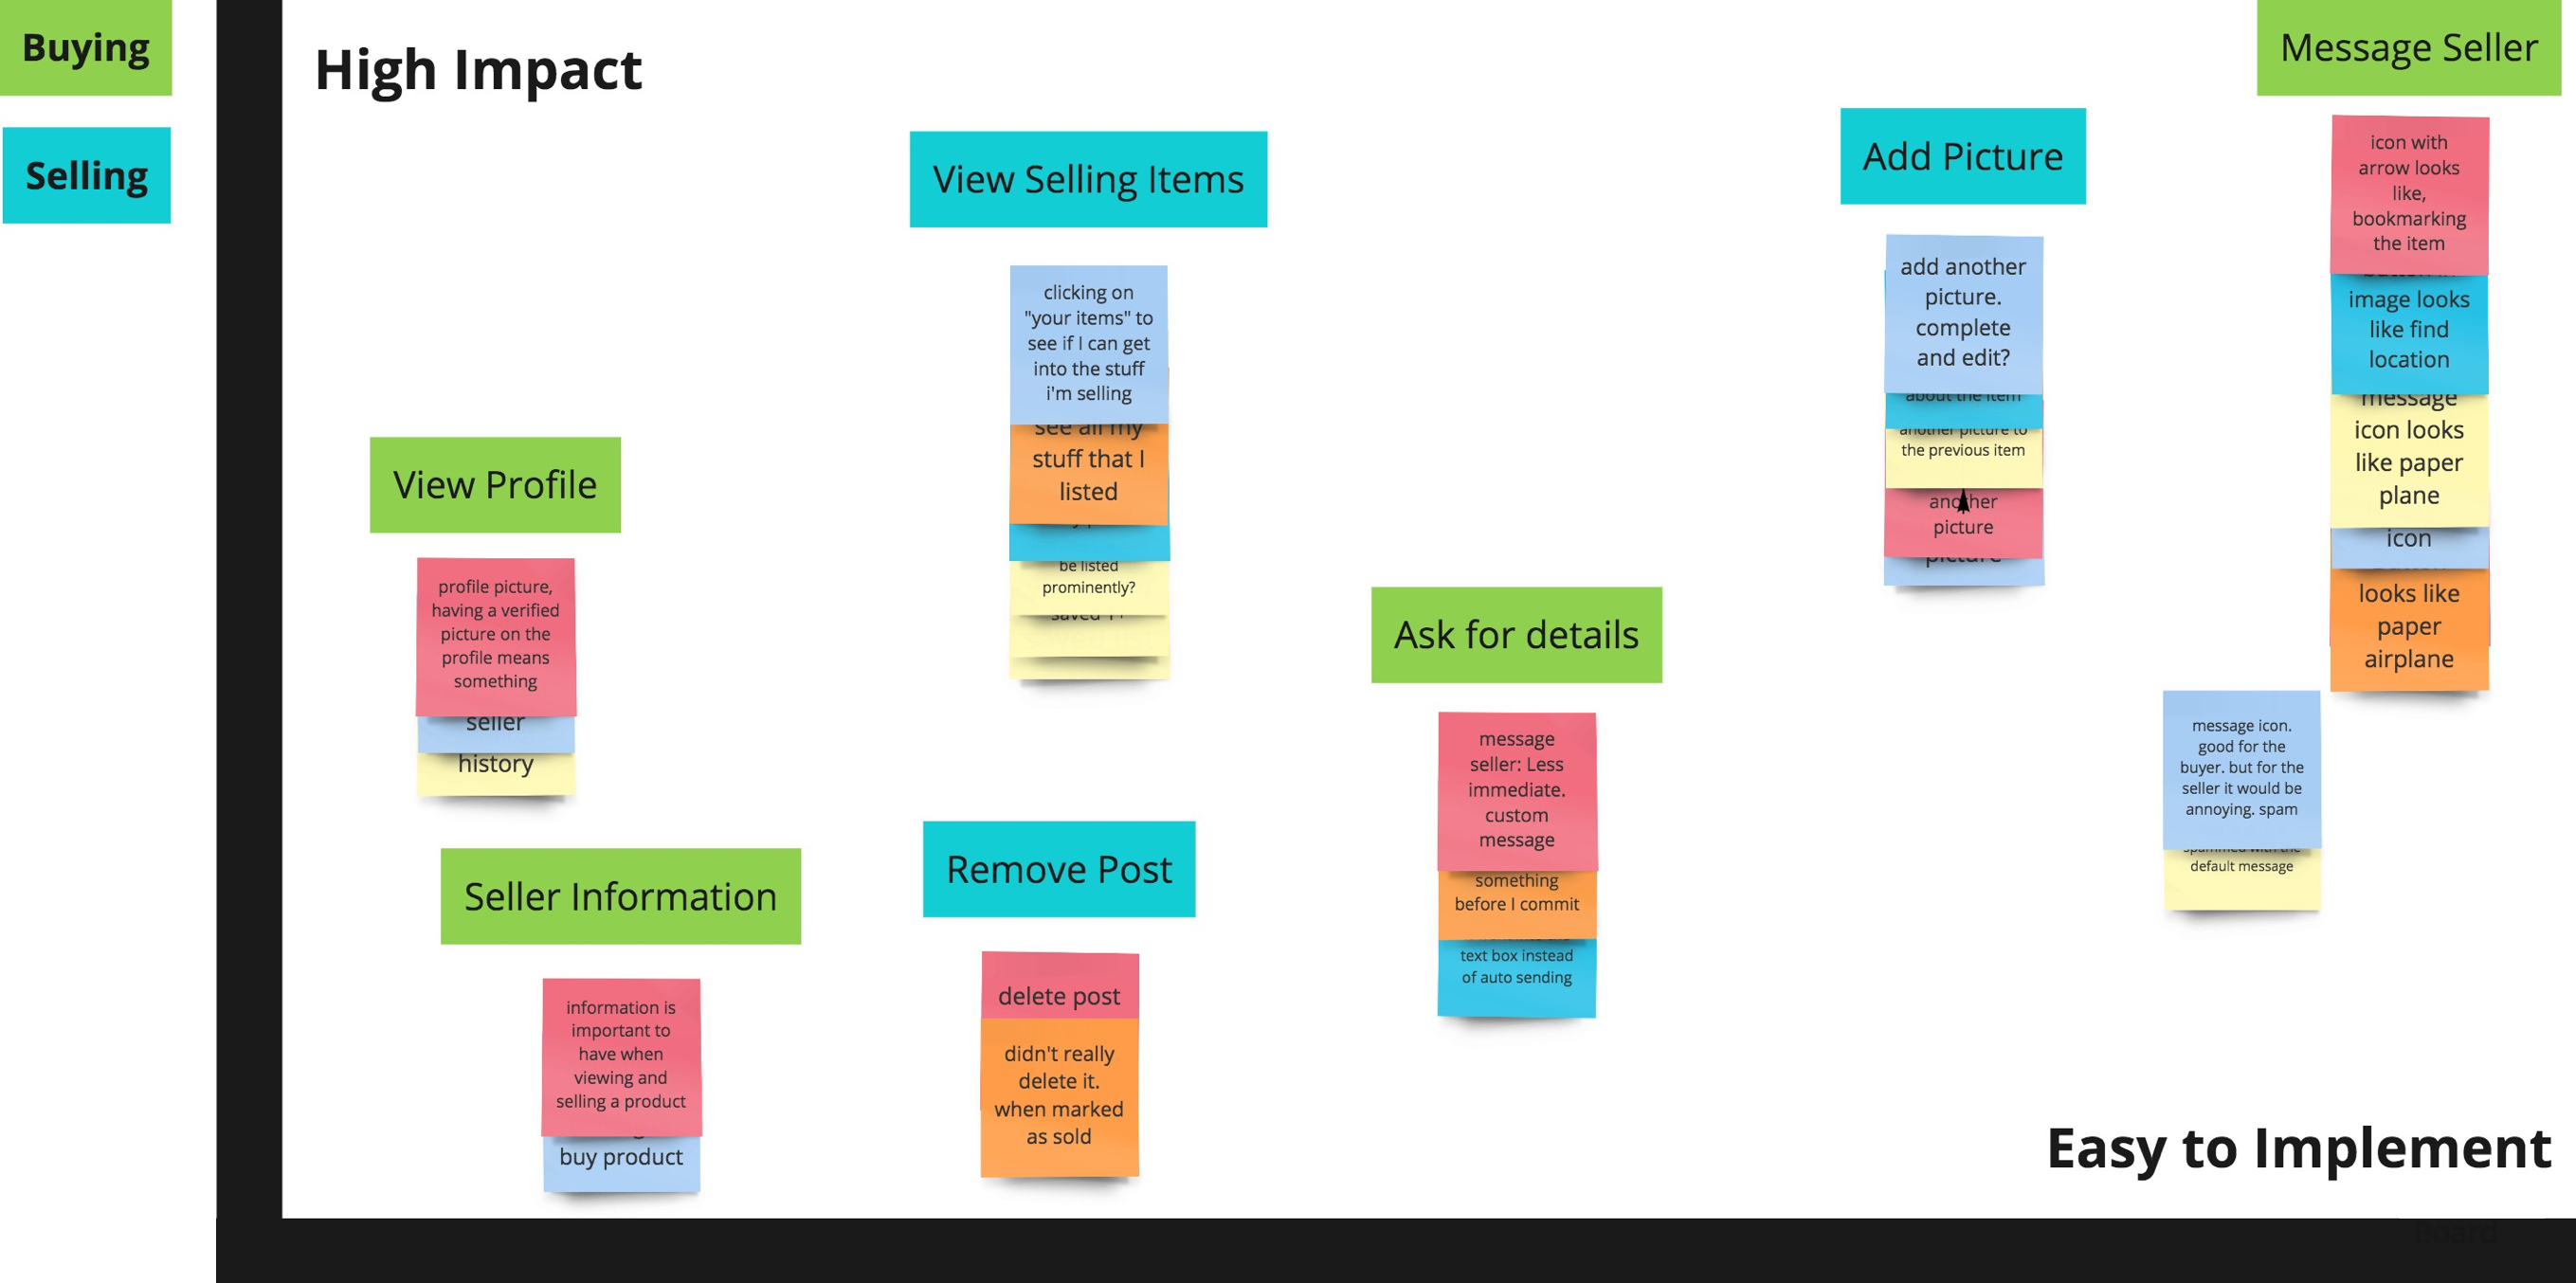 Buying
Selling
High Impact
Message Seller
icon with
arrow looks
like,
bookmarking
the item
image looks
like find
location
message
icon looks
like paper
plane
icon
looks like
paper
airplane
message icon.
good for the
buyer. but for the
seller it would be
annoying. spam
spammed with the
default message
Add Picture
add another
picture.
complete
and edit?
about the item
another picture to
the previous item
another
picture
picture
View Selling Items
clicking on
"your items" to
see if I can get
into the stuff
i'm selling
see all my
stuff that I
listed
be listed
prominently?
saved
View Profile
profile picture,
having a verified
picture on the
profile means
something
seller
history
Ask for details
message
seller: Less
immediate.
custom
message
something
before I commit
text box instead
of auto sending
Seller Information
information is
important to
have when
viewing and
selling a product
buy product
Remove Post
delete post
didn't really
delete it.
when marked
as sold
Easy to Implement
Board